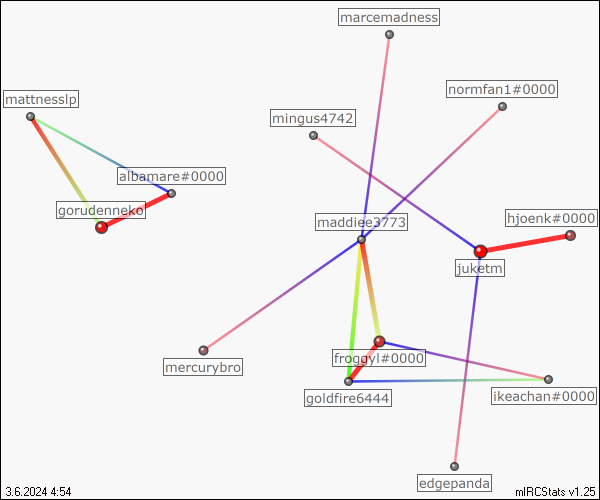 marcemadness
normfan1#0000
mattnesslp
mingus4742
albamare#0000
gorudenneko
hjoenk#0000
maddiee3773
juketm
froggyl#0000
mercurybro
goldfire6444
ikeachan#0000
edgepanda
3.6.2024 4:54
mIRCStats v1.25